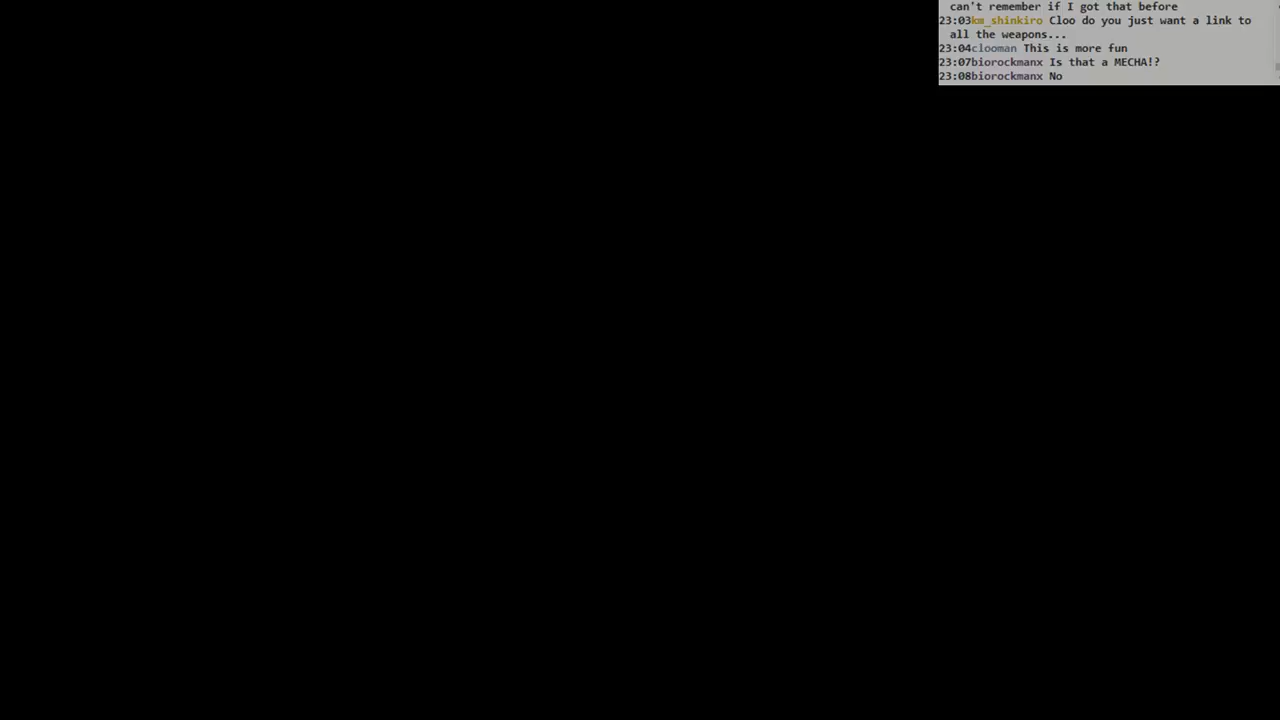 can't remember if I got that before
23:03km_shinkiro Cloo do you just want a link to
all the weapons...
23:04clooman This is more fun
23:07biorockmanx Is that a MECHA!?
23:08biorockmanx No